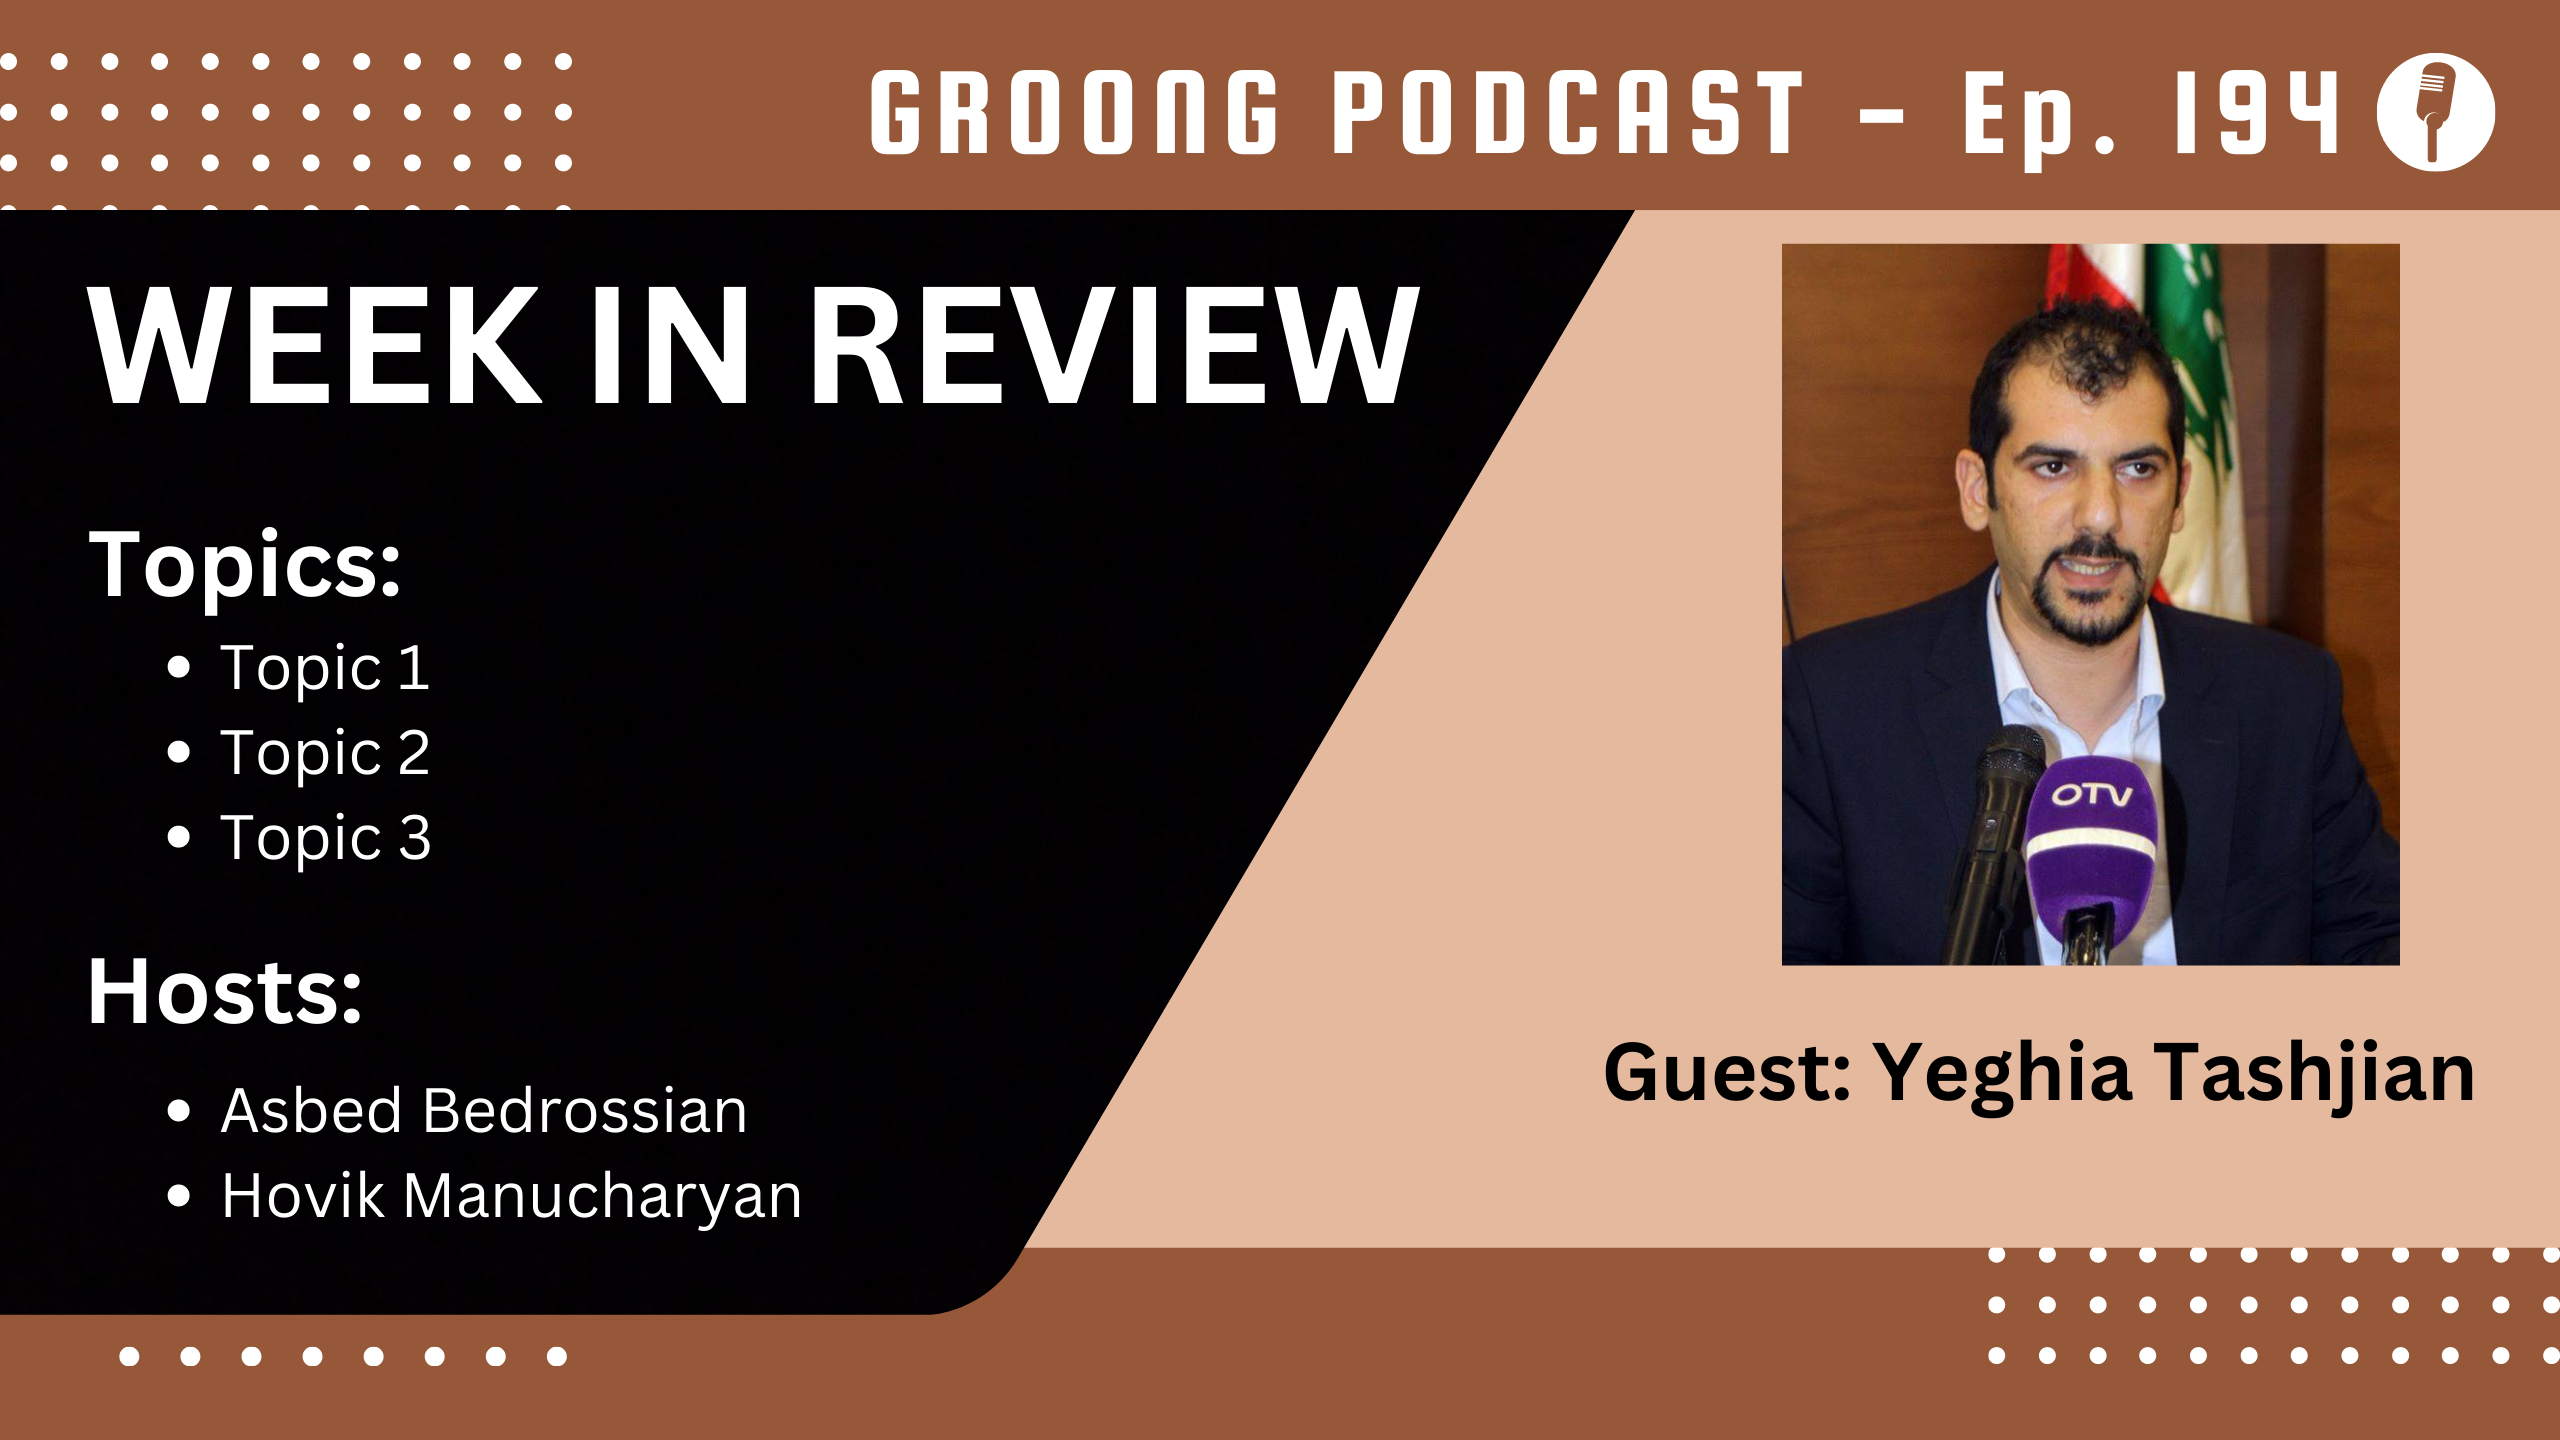 GROONG PODCAST – Ep. 194
WEEK IN REVIEW
Topics:
• Topic 1
• Topic 2
• Topic 3
Hosts:
• Asbed Bedrossian
• Hovik Manucharyan
OTV
Guest: Yeghia Tashjian